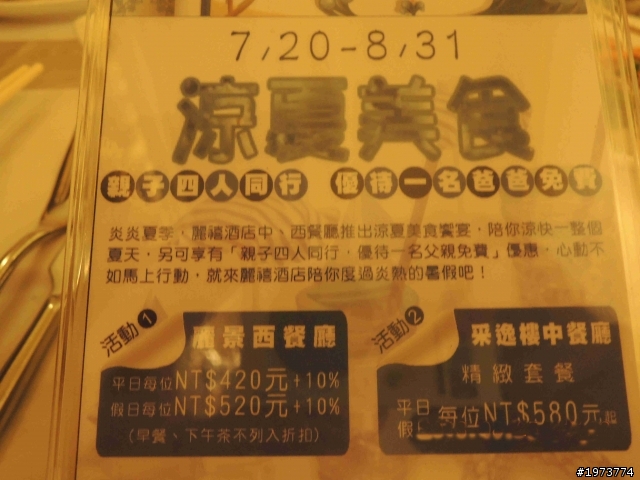 7/20-8/31
涼夏美食
親子四人同行 優待一名爸爸免費
炎炎夏季，麗禧酒店中、西餐廳推出涼夏美食饗宴，陪你涼快一整個
夏天，另可享有「親子四人同行，優待一名父親免費」優惠，心動不
如馬上行動，就來麗禧酒店陪你度過炎熱的暑假吧！
活動1
麗景西餐廳
平日每位NT$420元+10%
假日每位NT$520元+10%
(早餐、下午茶不列入折扣)
活動2
采逸樓中餐廳
精緻套餐
平日 每位NT$580元起
假
#1973774